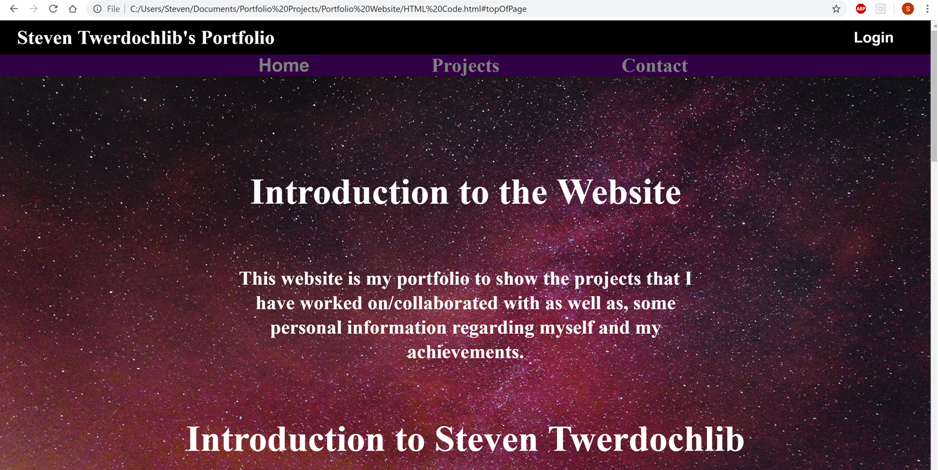 File C:/Users/Steven/Documents/Portfolio%20Projects/Portfolio%20Website/HTML%20Code.html#topOfPage ABP S
Steven Twerdochlib's Portfolio Login
Home Projects Contact
Introduction to the Website
This website is my portfolio to show the projects that I
have worked on/collaborated with as well as, some
personal information regarding myself and my
achievements.
Introduction to Steven Twerdochlib